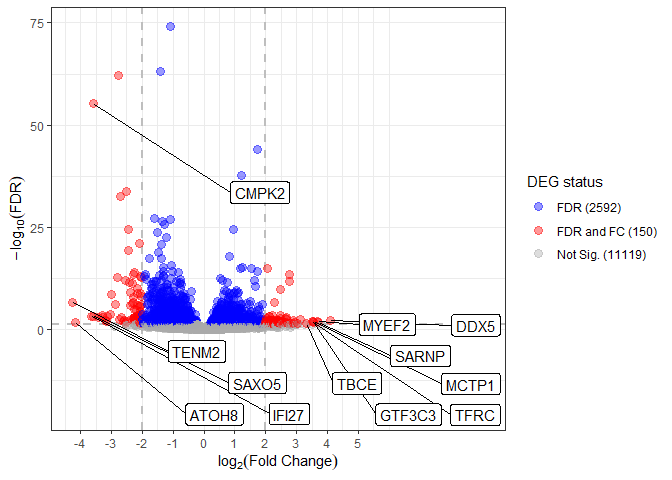 75
50
25
0
-log10(FDR)
CMPK2
MYEF2
DDX5
TENM2
SARNP
SAXO5
TBCE
MCTP1
ATOH8
IFI27
GTF3C3
TFRC
-4 -3 -2 -1 0 1 2 3 4 5
log2(Fold Change)
DEG status
FDR (2592)
FDR and FC (150)
Not Sig. (11119)